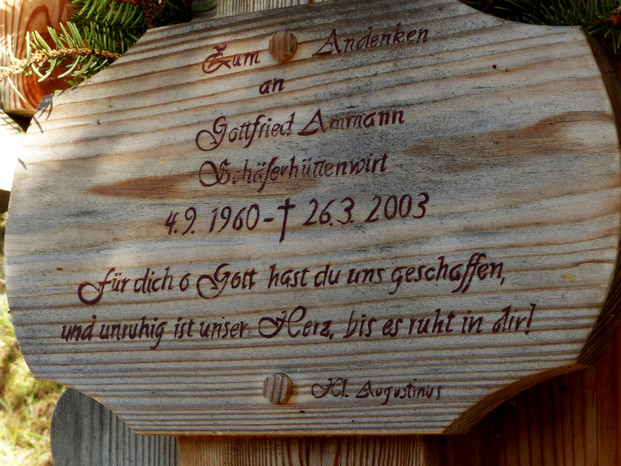 Zum Andenken
an
Gottfried Ammann
Schäferhüttenwirt
4.9. 1960 - † 26.3. 2003
Für dich o Gott hast du uns geschaffen,
und unruhig ist unser Herz, bis es ruht in dir!
Hl. Augustinus